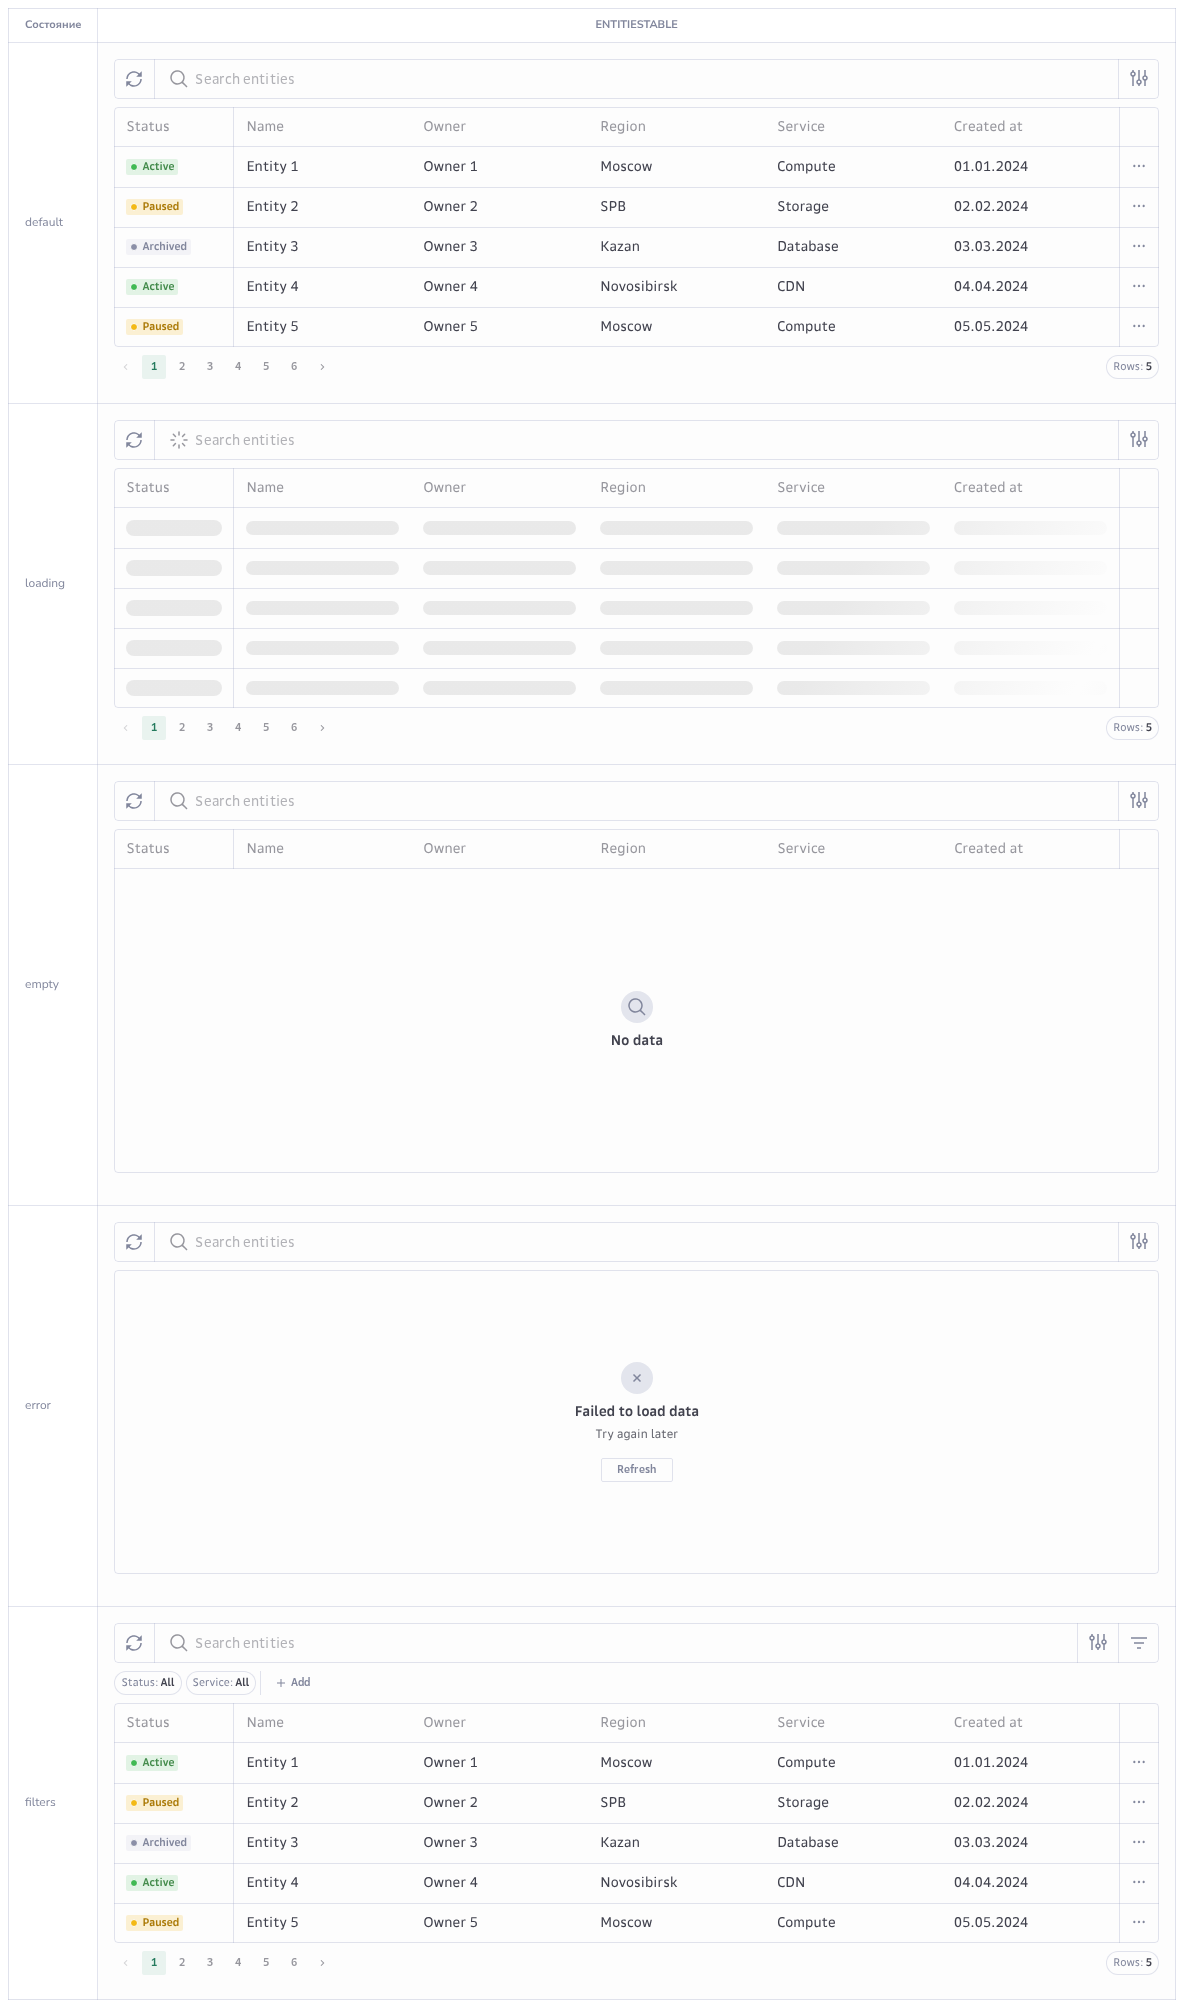 Состояние ENTITIESTABLE
default
Search entities
Status Name Owner Region Service Created at
Active Entity 1 Owner 1 Moscow Compute 01.01.2024 ...
Paused Entity 2 Owner 2 SPB Storage 02.02.2024 ...
Archived Entity 3 Owner 3 Kazan Database 03.03.2024 ...
Active Entity 4 Owner 4 Novosibirsk CDN 04.04.2024 ...
Paused Entity 5 Owner 5 Moscow Compute 05.05.2024 ...
‹ 1 2 3 4 5 6 › Rows: 5
loading
Search entities
Status Name Owner Region Service Created at
‹ 1 2 3 4 5 6 › Rows: 5
empty
Search entities
Status Name Owner Region Service Created at
No data
error
Search entities
Failed to load data
Try again later
Refresh
filters
Search entities
Status: All Service: All + Add
Status Name Owner Region Service Created at
Active Entity 1 Owner 1 Moscow Compute 01.01.2024 ...
Paused Entity 2 Owner 2 SPB Storage 02.02.2024 ...
Archived Entity 3 Owner 3 Kazan Database 03.03.2024 ...
Active Entity 4 Owner 4 Novosibirsk CDN 04.04.2024 ...
Paused Entity 5 Owner 5 Moscow Compute 05.05.2024 ...
‹ 1 2 3 4 5 6 › Rows: 5